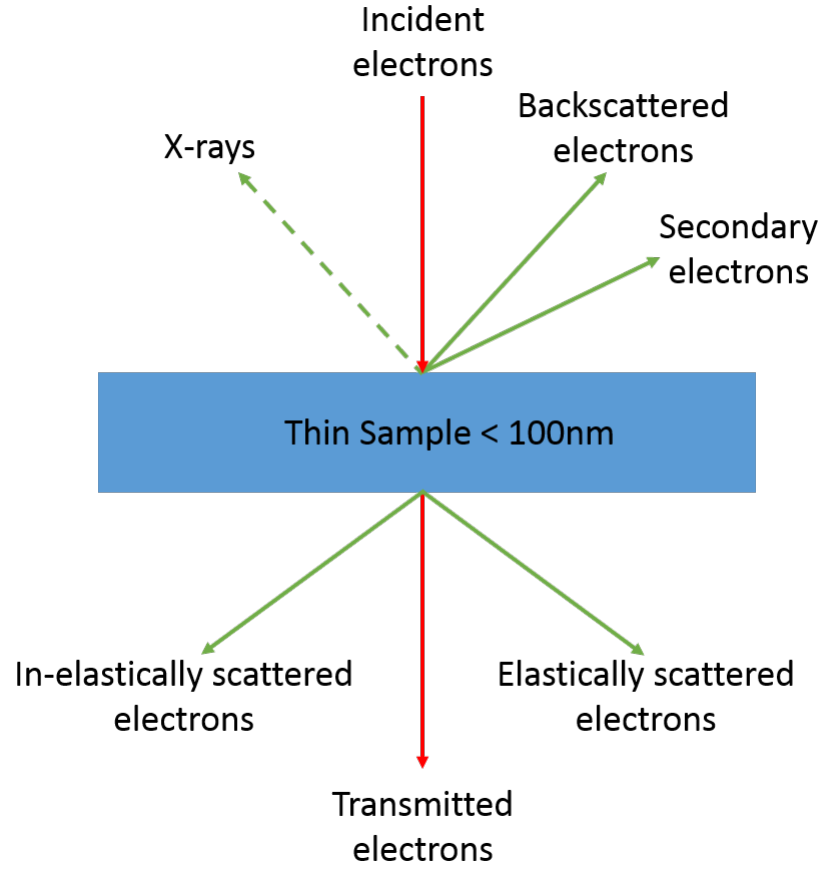 Incident
electrons
Backscattered
electrons
X-rays
Secondary
electrons
Thin Sample < 100nm
In-elastically scattered
electrons
Elastically scattered
electrons
Transmitted
electrons